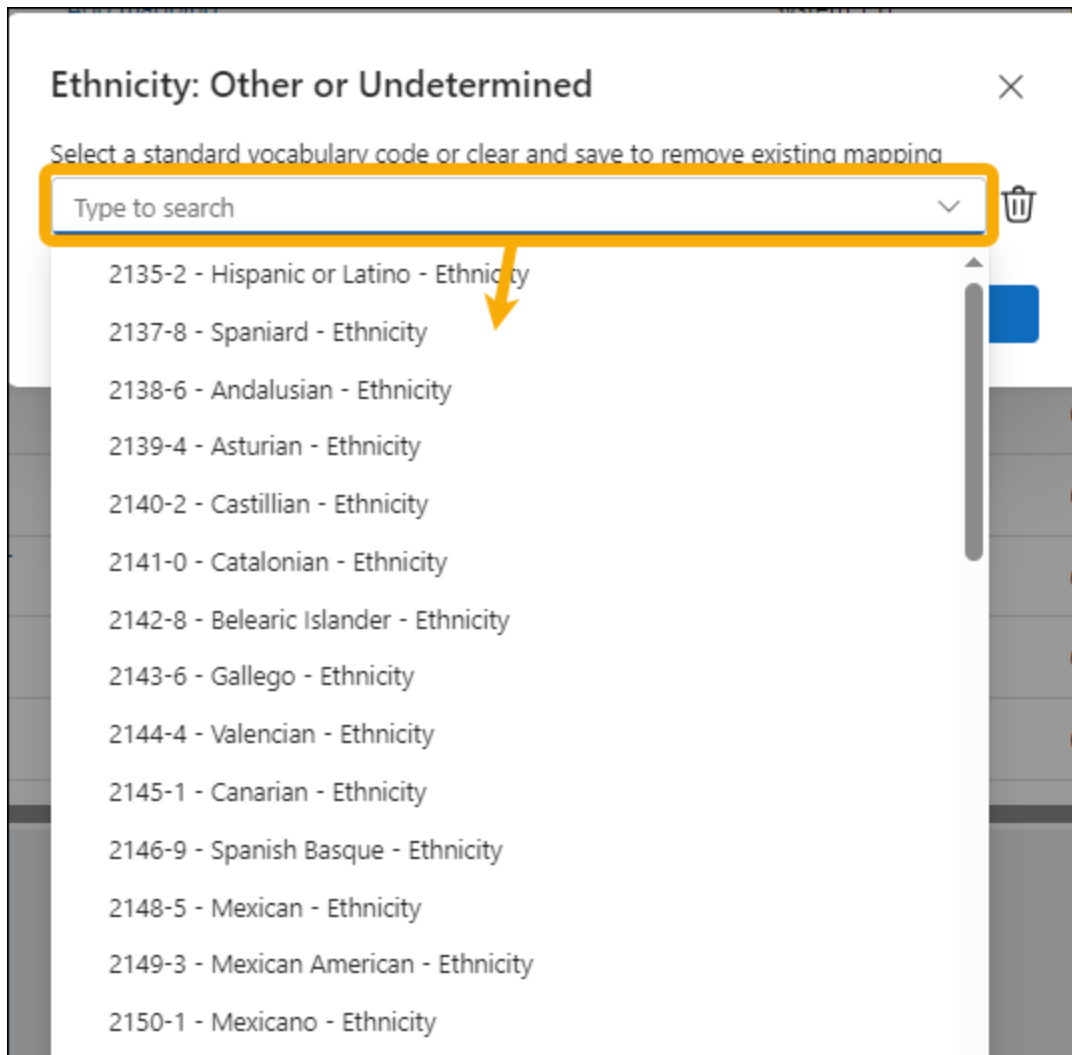 Add mapping
Ethnicity: Other or Undetermined
Select a standard vocabulary code or clear and save to remove existing mapping
Type to search
2135-2 - Hispanic or Latino - Ethnicity
2137-8 - Spaniard - Ethnicity
2138-6 - Andalusian - Ethnicity
2139-4 - Asturian - Ethnicity
2140-2 - Castillian - Ethnicity
2141-0 - Catalonian - Ethnicity
2142-8 - Belearic Islander - Ethnicity
2143-6 - Gallego - Ethnicity
2144-4 - Valencian - Ethnicity
2145-1 - Canarian - Ethnicity
2146-9 - Spanish Basque - Ethnicity
2148-5 - Mexican - Ethnicity
2149-3 - Mexican American - Ethnicity
2150-1 - Mexicano - Ethnicity